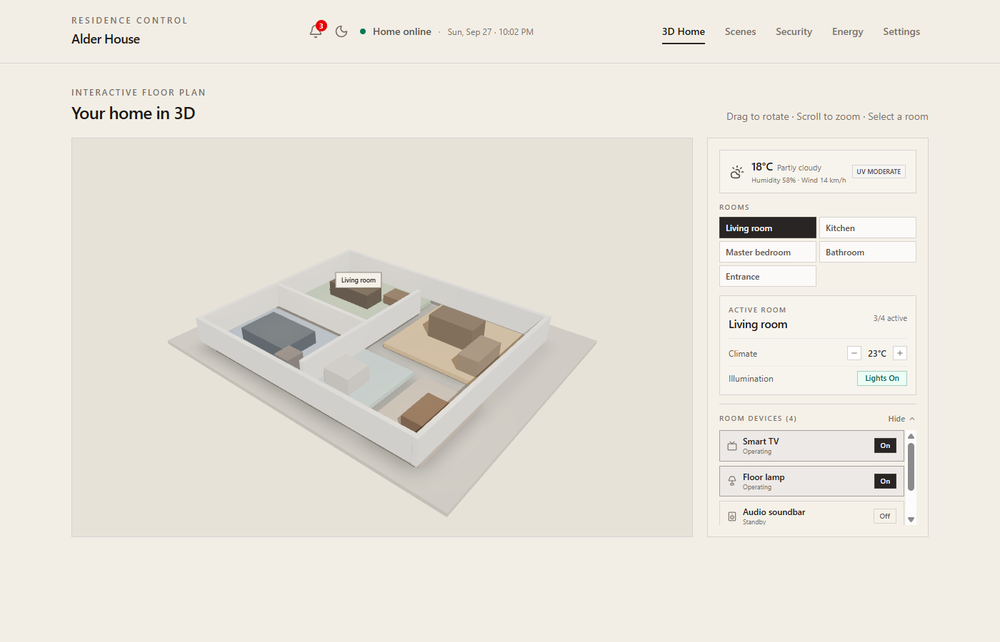 RESIDENCE CONTROL
Alder House
3
Home online · Sun, Sep 27 · 10:02 PM
3D Home
Scenes
Security
Energy
Settings
INTERACTIVE FLOOR PLAN
Your home in 3D
Drag to rotate · Scroll to zoom · Select a room
Living room
18°C Partly cloudy
Humidity 58% · Wind 14 km/h
UV MODERATE
ROOMS
Living room
Kitchen
Master bedroom
Bathroom
Entrance
ACTIVE ROOM
Living room
3/4 active
Climate
− 23°C +
Illumination
Lights On
ROOM DEVICES (4)
Hide
Smart TV
Operating
On
Floor lamp
Operating
On
Audio soundbar
Standby
Off